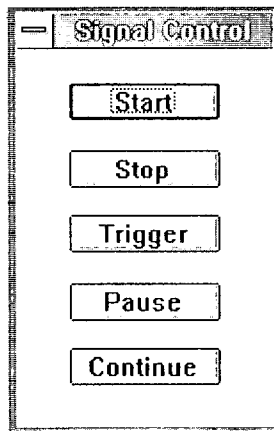 Signal Control
Start
Stop
Trigger
Pause
Continue